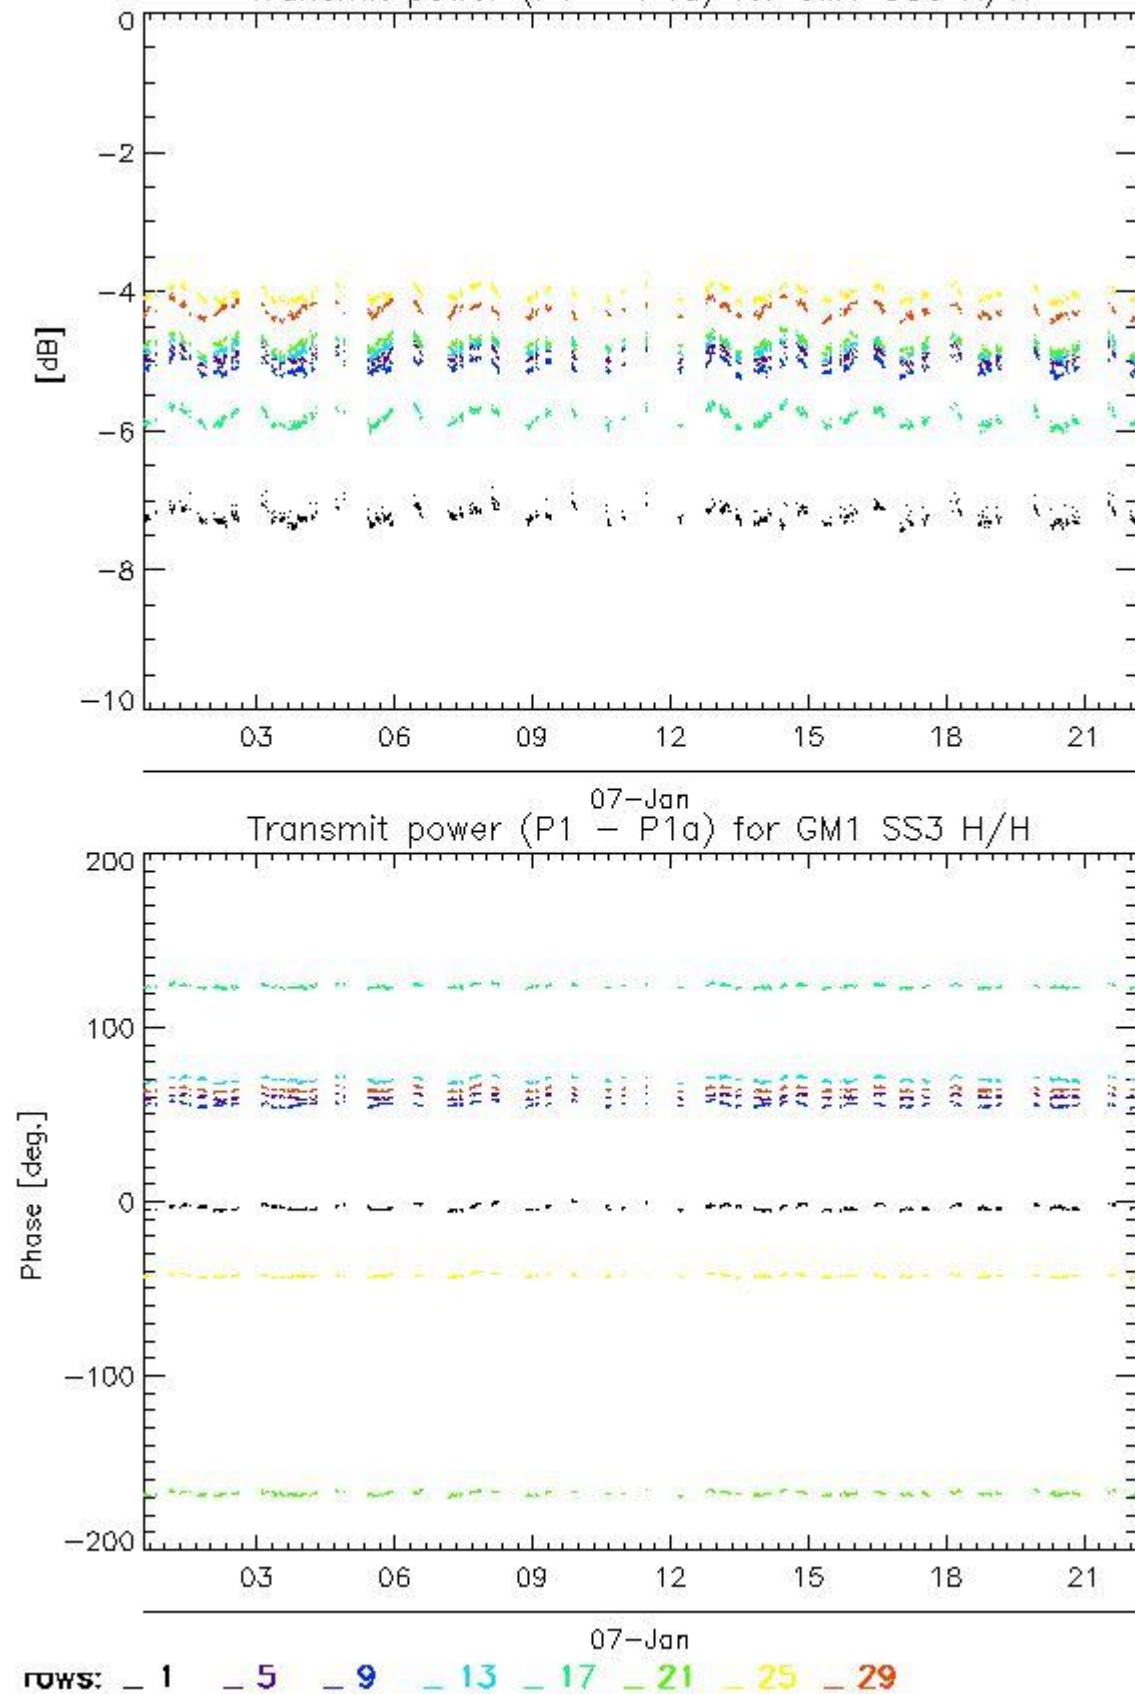 0
-2
-4
[dB]
-6
-8
-10
03 06 09 12 15 18 21
07-Jan
Transmit power (P1 - P1a) for GM1 SS3 H/H
200
100
0
Phase [deg.]
-100
-200
03 06 09 12 15 18 21
07-Jan
rows: _ 1 _ 5 _ 9 _ 13 _ 17 _ 21 _ 25 _ 29